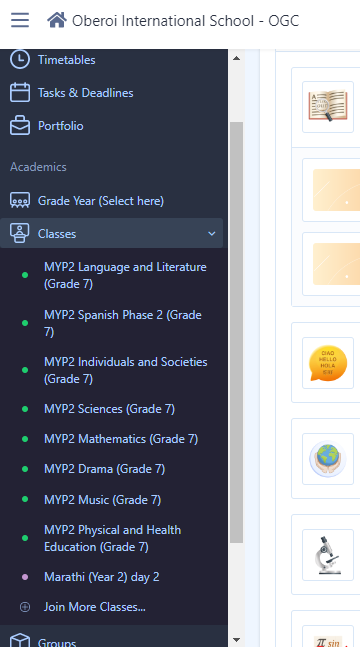 Oberoi International School - OGC
Timetables
Tasks & Deadlines
Portfolio
Academics
Grade Year (Select here)
Classes
MYP2 Language and Literature
(Grade 7)
MYP2 Spanish Phase 2 (Grade
7)
MYP2 Individuals and Societies
(Grade 7)
MYP2 Sciences (Grade 7)
MYP2 Mathematics (Grade 7)
MYP2 Drama (Grade 7)
MYP2 Music (Grade 7)
MYP2 Physical and Health
Education (Grade 7)
Marathi (Year 2) day 2
Join More Classes...
Groups
CIAO
HELLO
HOLA
π sin